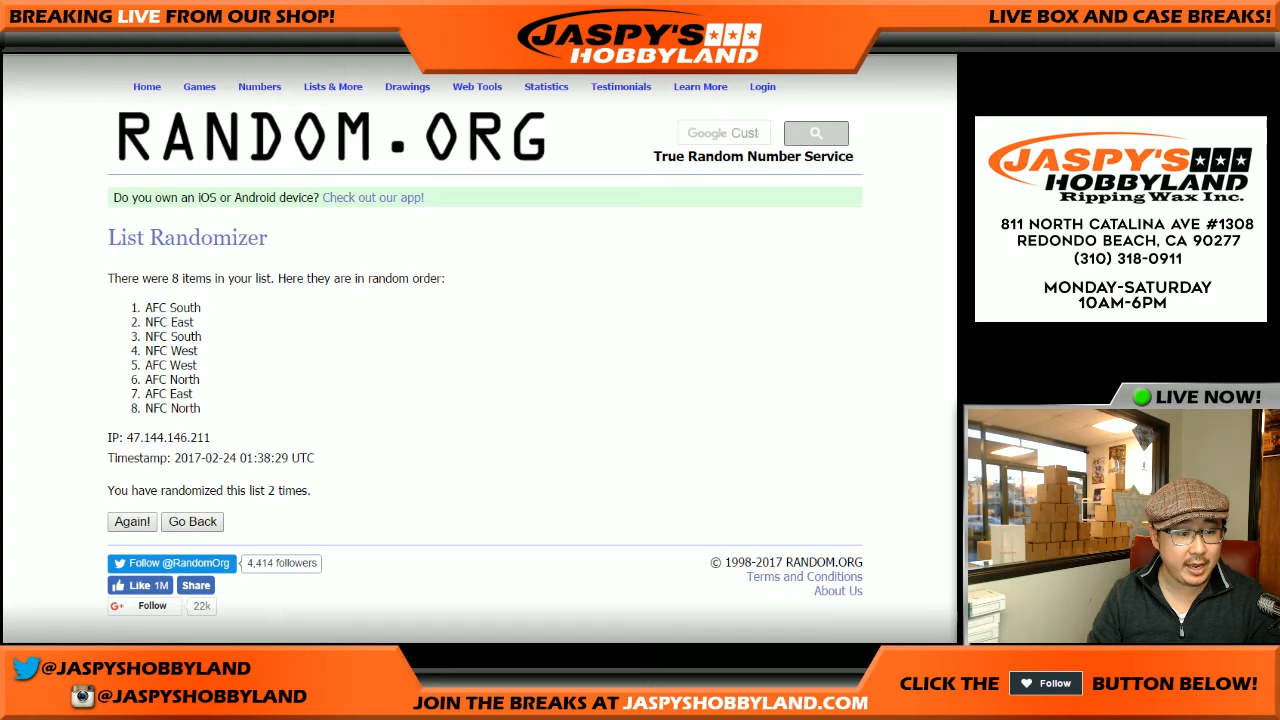 BREAKING LIVE FROM OUR SHOP!
JASPY'S
HOBBYLAND
LIVE BOX AND CASE BREAKS!
Home Games Numbers Lists & More Drawings Web Tools Statistics Testimonials Learn More Login
RANDOM.ORG
Google Cust
True Random Number Service
Do you own an iOS or Android device? Check out our app!
List Randomizer
There were 8 items in your list. Here they are in random order:
1. AFC South
2. NFC East
3. NFC South
4. NFC West
5. AFC West
6. AFC North
7. AFC East
8. NFC North
IP: 47.144.146.211
Timestamp: 2017-02-24 01:38:29 UTC
You have randomized this list 2 times.
Again! Go Back
Follow @RandomOrg 4,414 followers
Like 1M Share
G+ Follow 22k
© 1998-2017 RANDOM.ORG
Terms and Conditions
About Us
JASPY'S
HOBBYLAND
Ripping Wax Inc.
811 NORTH CATALINA AVE #1308
REDONDO BEACH, CA 90277
(310) 318-0911
MONDAY-SATURDAY
10AM-6PM
LIVE NOW!
@JASPYSHOBBYLAND
@JASPYSHOBBYLAND
JOIN THE BREAKS AT JASPYSHOBBYLAND.COM
CLICK THE Follow BUTTON BELOW!